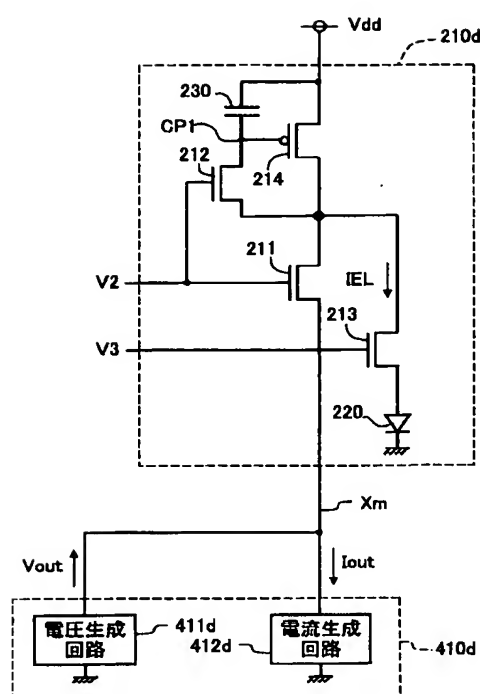 Vdd
210d
230
CP1
212
214
211
V2
IEL
213
V3
220
Xm
Vout
Iout
電圧生成
回路
411d
412d
電流生成
回路
410d